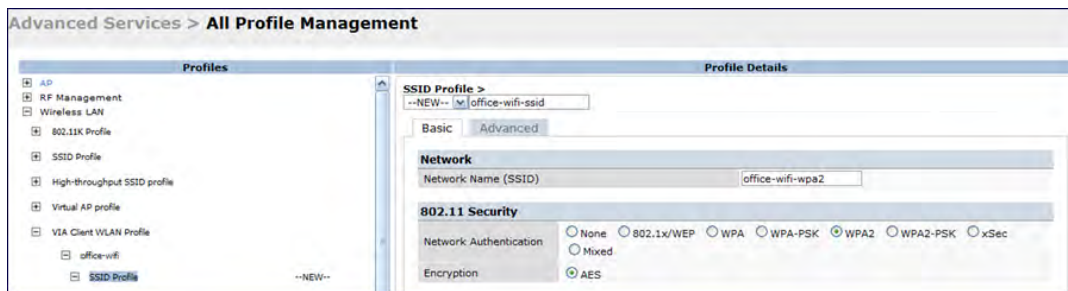 Advanced Services > All Profile Management
Profiles
AP
RF Management
Wireless LAN
802.11K Profile
SSID Profile
High-throughput SSID profile
Virtual AP profile
VIA Client WLAN Profile
office-wifi
SSID Profile --NEW--
Profile Details
SSID Profile >
--NEW-- office-wifi-ssid
Basic Advanced
Network
Network Name (SSID) office-wifi-wpa2
802.11 Security
Network Authentication None 802.1x/WEP WPA WPA-PSK WPA2 WPA2-PSK xSec
Mixed
Encryption AES